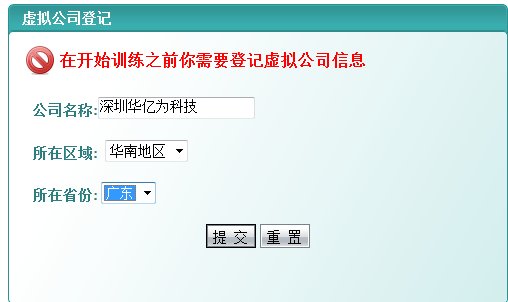 虚拟公司登记
在开始训练之前你需要登记虚拟公司信息
公司名称:深圳华亿为科技
所在区域: 华南地区
所在省份: 广东
提 交 重 置